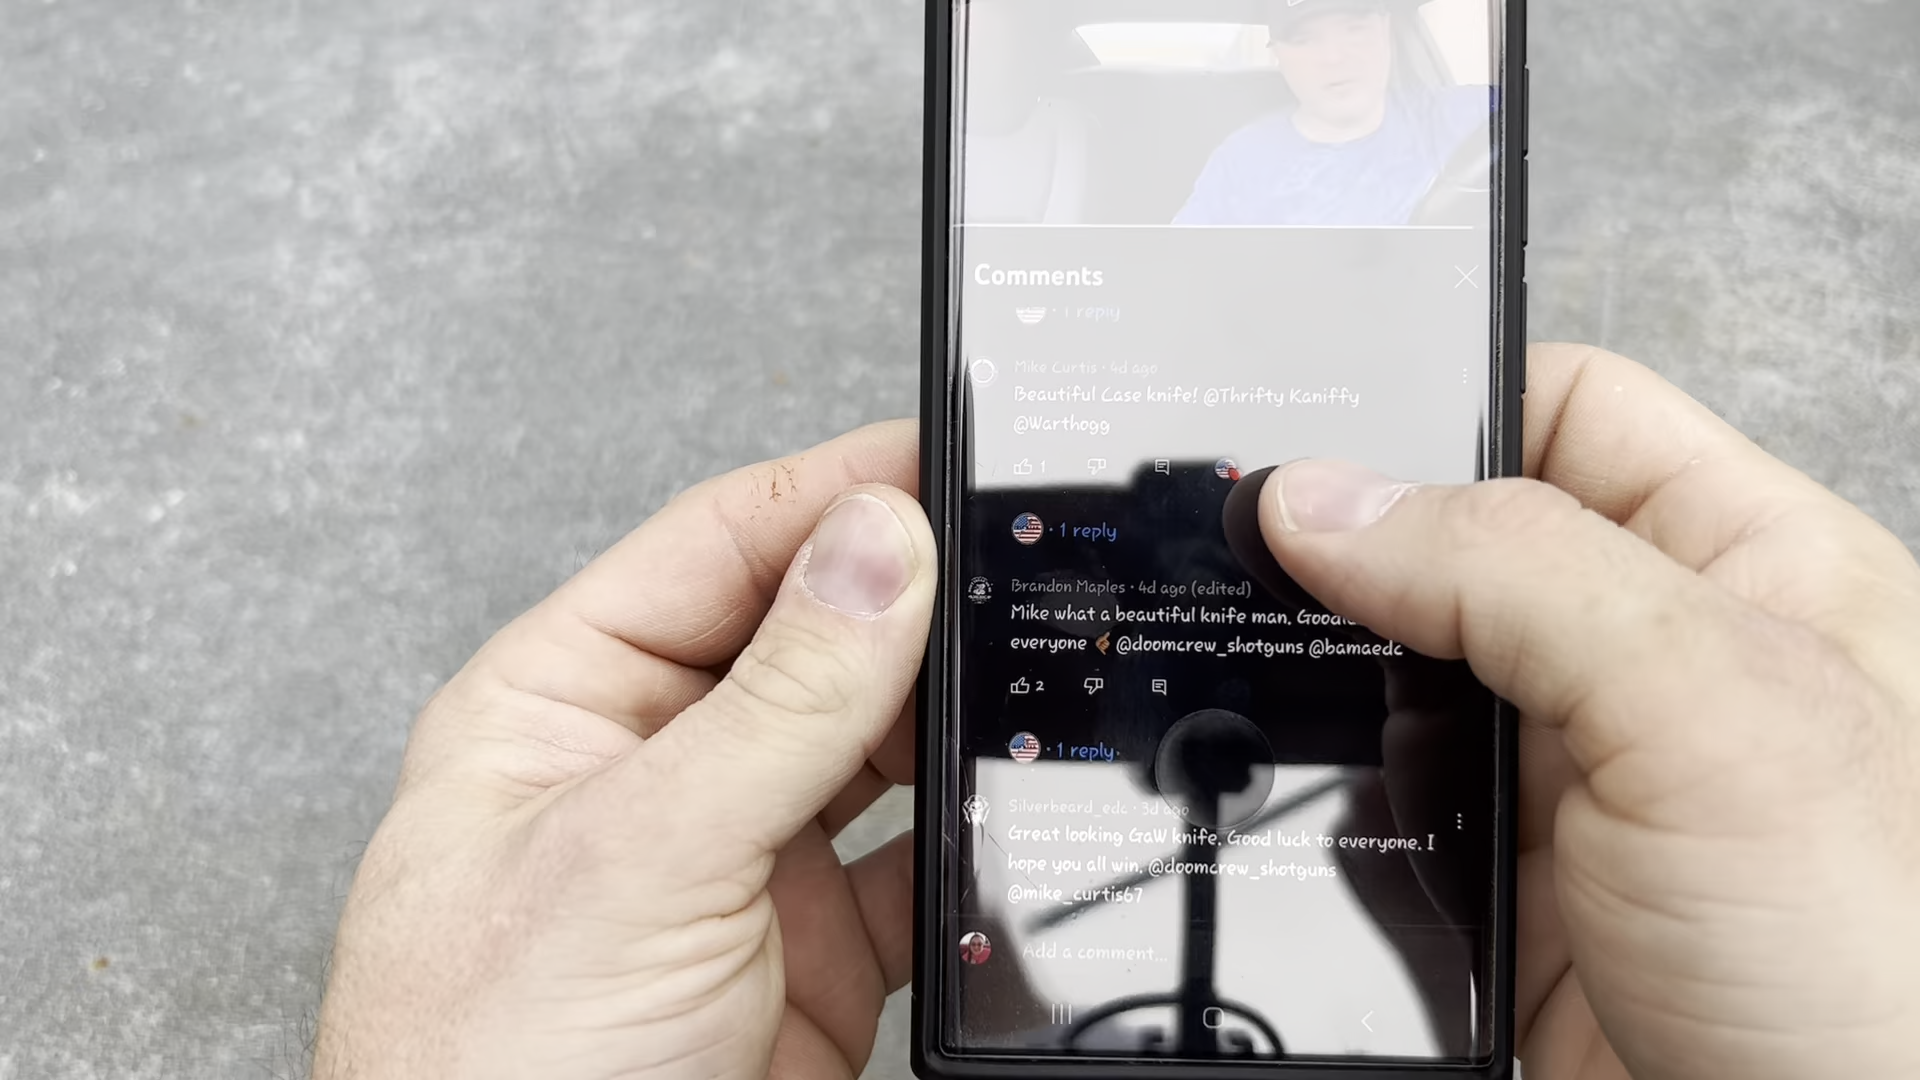 Comments
· 1 reply
Mike Curtis · 4d ago
Beautiful Case knife! @Thrifty Kaniffy
@Warthogg
1
· 1 reply
Brandon Maples · 4d ago (edited)
Mike what a beautiful knife man.
everyone @doomcrew_shotguns @bamaedc
2
· 1 reply
Silverbeard_edc · 3d ago
Great looking GaW knife. Good luck to everyone. I
hope you all win. @doomcrew_shotguns
@mike_curtis67
Add a comment...